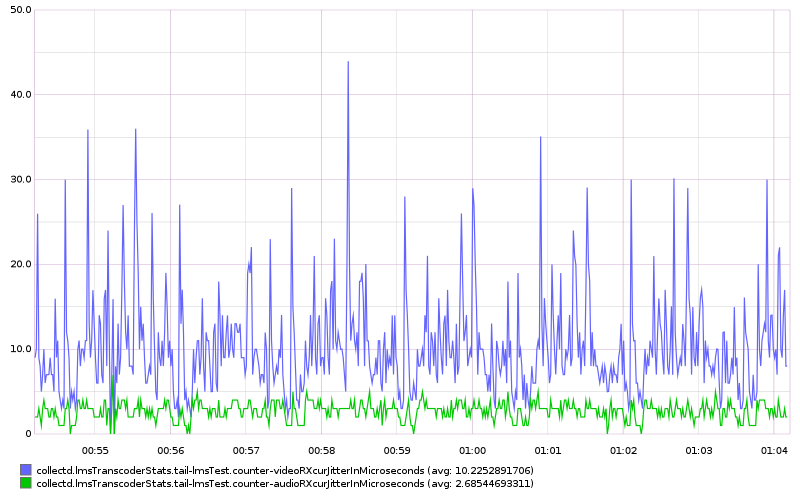 50.0
40.0
30.0
20.0
10.0
0
00:55 00:56 00:57 00:58 00:59 01:00 01:01 01:02 01:03 01:04
collectd.lmsTranscoderStats.tail-lmsTest.counter-videoRXcurJitterInMicroseconds (avg: 10.2252891706)
collectd.lmsTranscoderStats.tail-lmsTest.counter-audioRXcurJitterInMicroseconds (avg: 2.68544693311)